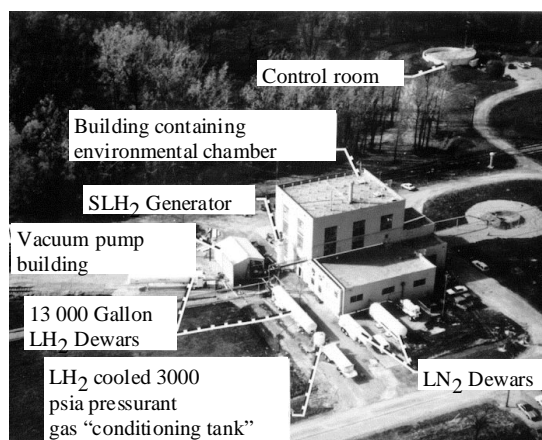 Control room
Building containing
environmental chamber
SLH₂ Generator
Vacuum pump
building
13 000 Gallon
LH₂ Dewars
LH₂ cooled 3000
psia pressurant
gas “conditioning tank”
LN₂ Dewars